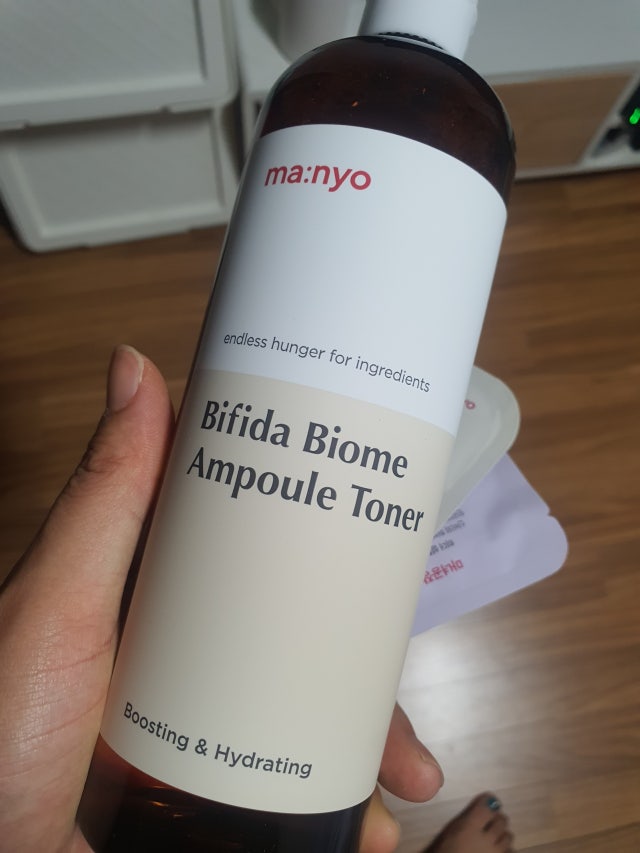 ma:nyo
endless hunger for ingredients
Bifida Biome
Ampoule Toner
Boosting & Hydrating